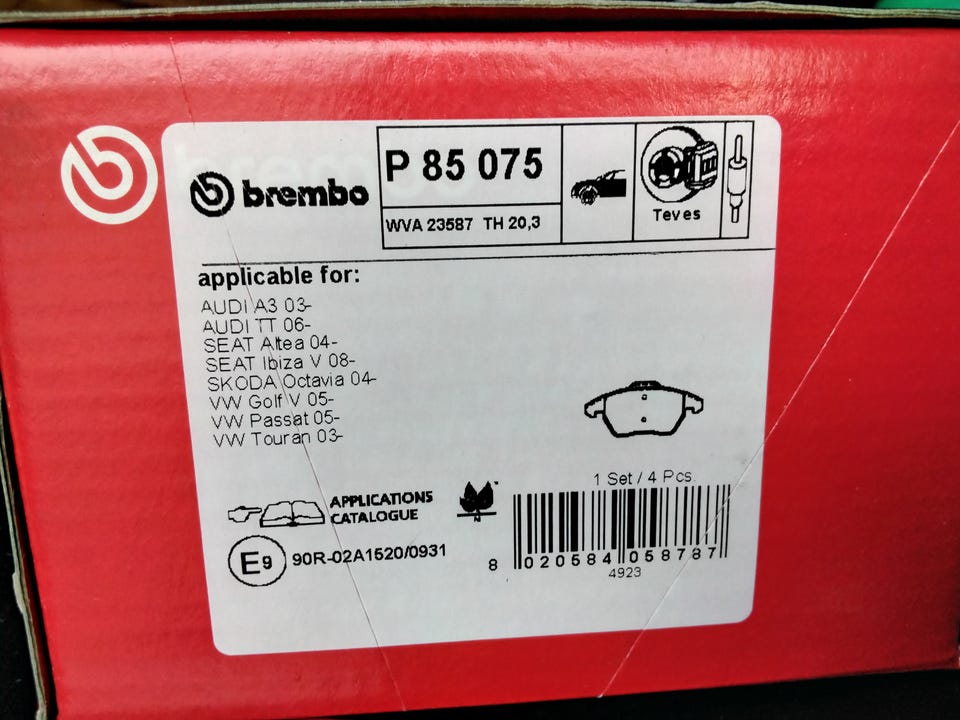 brembo
P 85 075
WVA 23587 TH 20,3
Teves
applicable for:
AUDI A3 03-
AUDI TT 06-
SEAT Altea 04-
SEAT Ibiza V 08-
SKODA Octavia 04-
VW Golf V 05-
VW Passat 05-
VW Touran 03-
1 Set / 4 Pcs.
APPLICATIONS
CATALOGUE
N
E9 90R-02A1520/0931
8 020584 058787
4923